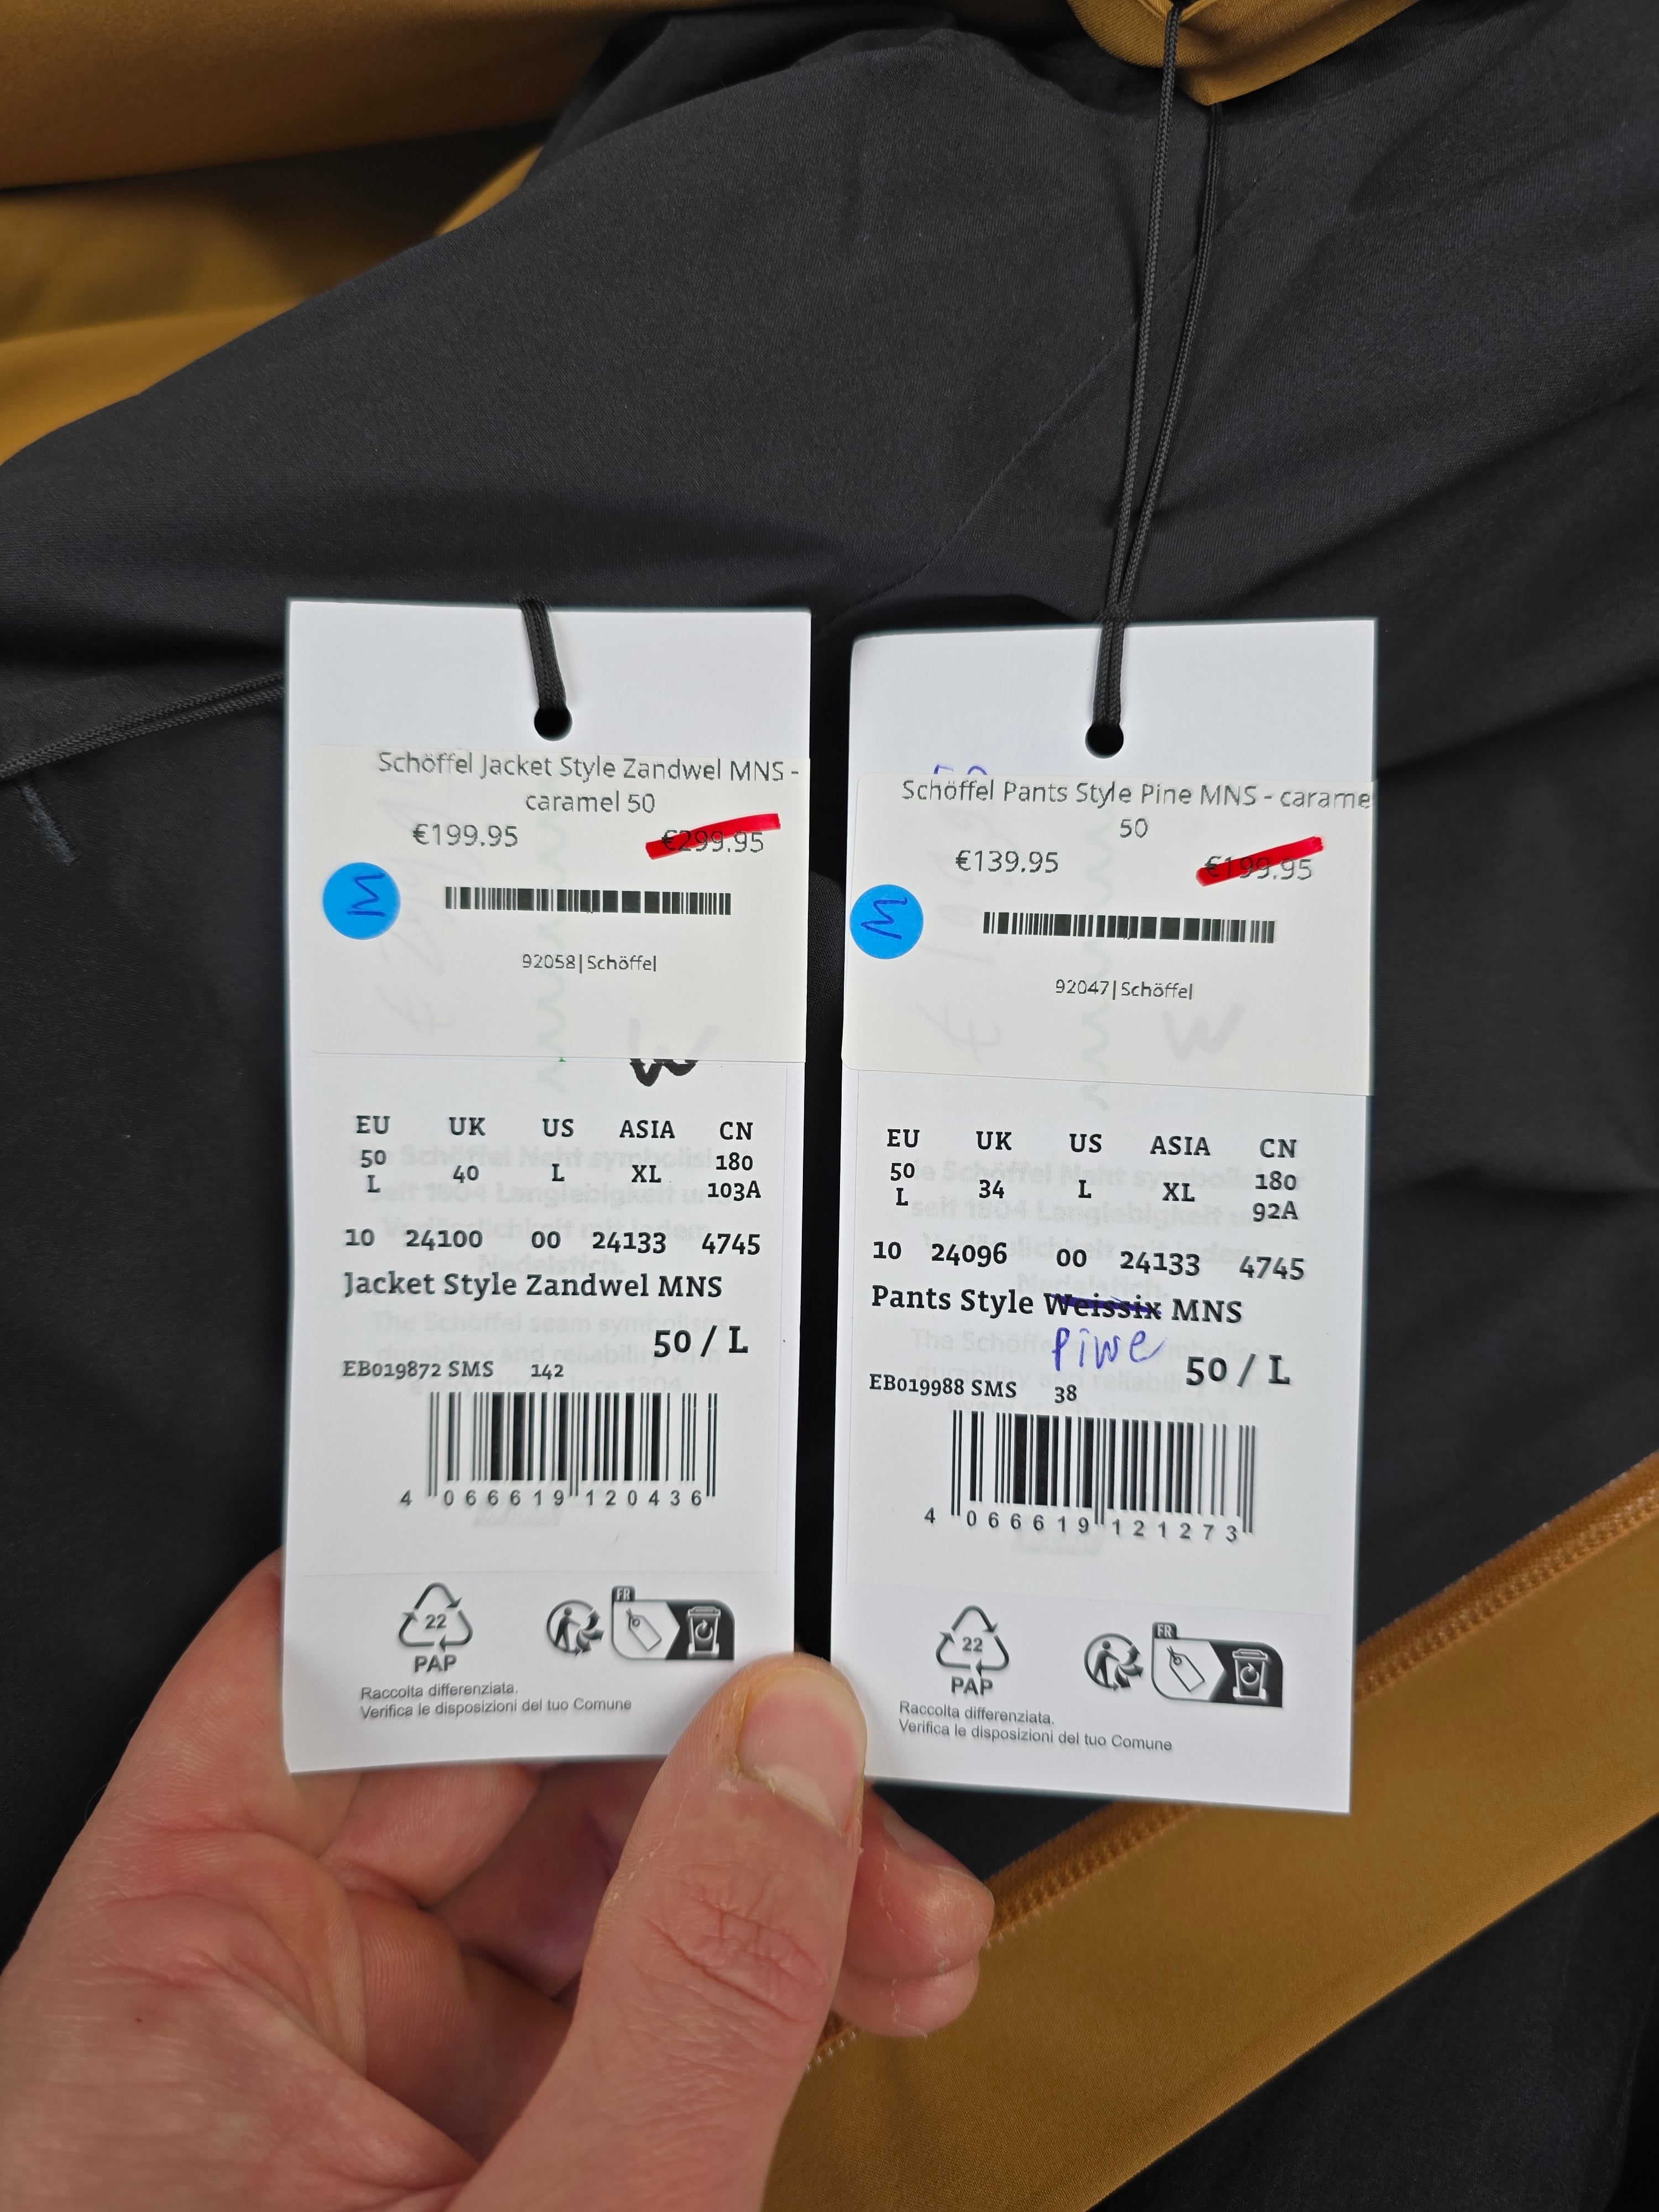 Schöffel Jacket Style Zandwel MNS -
caramel 50
€199.95 €299.95
M
92058|Schöffel
EU UK US ASIA CN
50 L 40 L XL 180 103A
10 24100 00 24133 4745
Jacket Style Zandwel MNS
50 / L
EB019872 SMS 142
4 066619 120436
22
PAP
FR
Raccolta differenziata.
Verifica le disposizioni del tuo Comune
Schöffel Pants Style Pine MNS - carame
50
€139.95 €199.95
M
92047|Schöffel
EU UK US ASIA CN
50 L 34 L XL 180 92A
10 24096 00 24133 4745
Pants Style Weissix MNS
Piwe
50 / L
EB019988 SMS 38
4 066619 121273
22
PAP
FR
Raccolta differenziata.
Verifica le disposizioni del tuo Comune